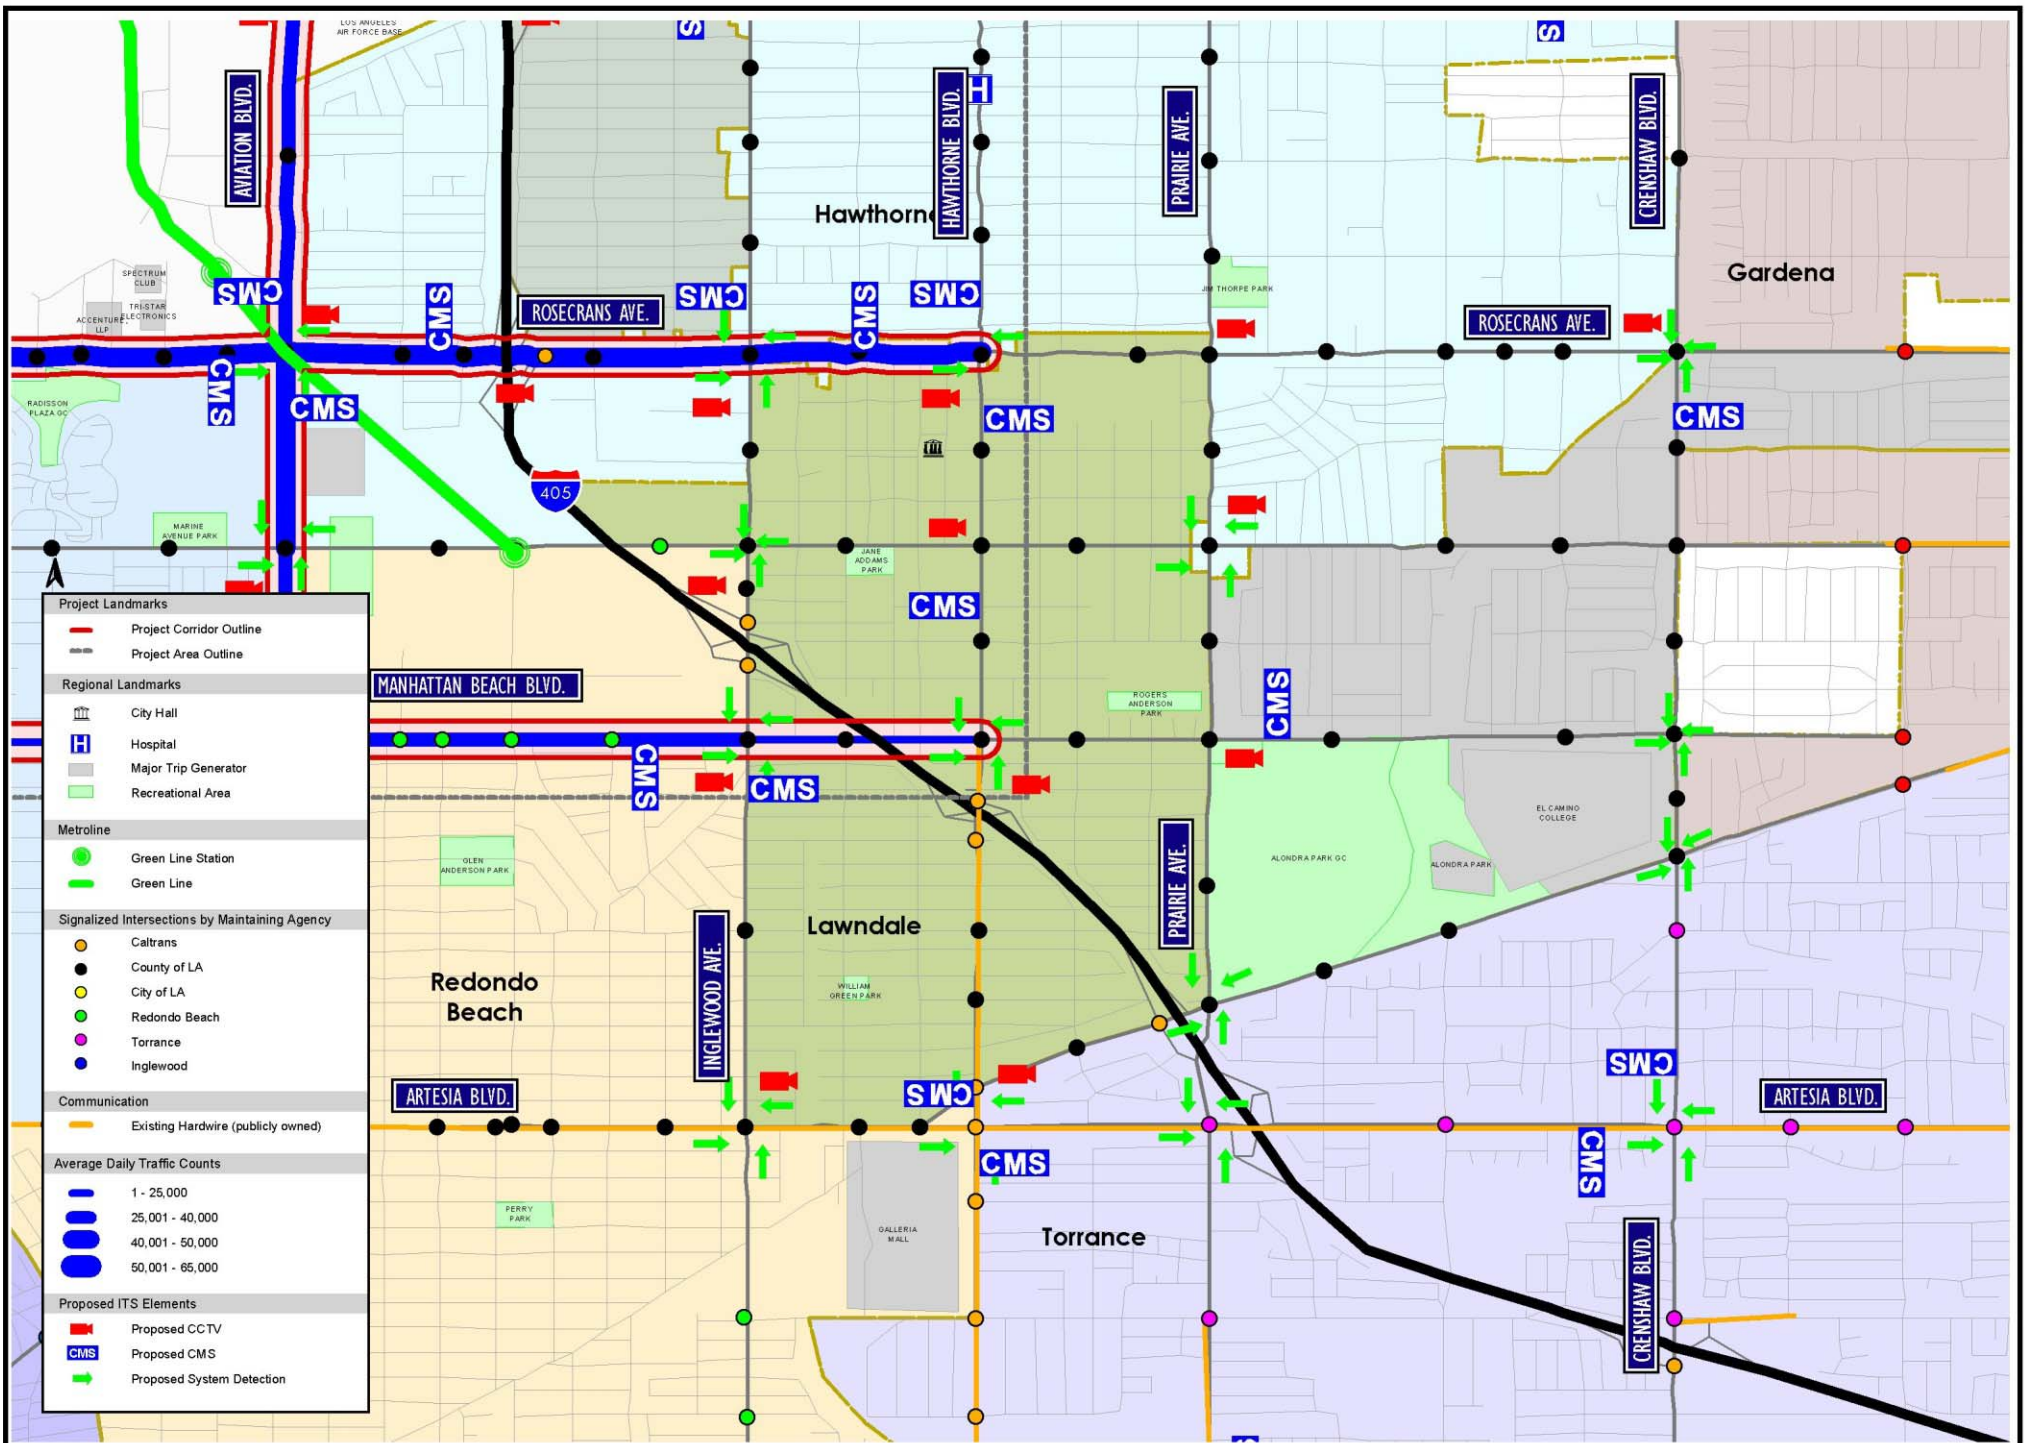 LOS ANGELES
AIR FORCE BASE
S
S
AVIATION BLVD.
HAWTHORNE BLVD.
H
PRAIRIE AVE.
CRENSHAW BLVD.
Hawthorne
Gardena
SPECTRUM
CLUB
TRI-STAR
ELECTRONICS
ACCENTURE,
LLP
CMS
CMS
CMS
CMS
CMS
JIM THORPE PARK
ROSECRANS AVE.
ROSECRANS AVE.
RADISSON
PLAZA GC
CMS
CMS
CMS
CMS
405
MARINE
AVENUE PARK
JANE
ADDAMS
PARK
CMS
MANHATTAN BEACH BLVD.
ROGERS
ANDERSON
PARK
CMS
CMS
CMS
EL CAMINO
COLLEGE
GLEN
ANDERSON PARK
ALONDRA PARK GC
ALONDRA PARK
PRAIRIE AVE.
Lawndale
INGLEWOOD AVE.
Redondo
Beach
WILLIAM
GREEN PARK
CMS
CMS
ARTESIA BLVD.
ARTESIA BLVD.
CMS
CMS
PERRY
PARK
GALLERIA
MALL
Torrance
CRENSHAW BLVD.
Project Landmarks
Project Corridor Outline
Project Area Outline
Regional Landmarks
City Hall
H Hospital
Major Trip Generator
Recreational Area
Metroline
Green Line Station
Green Line
Signalized Intersections by Maintaining Agency
Caltrans
County of LA
City of LA
Redondo Beach
Torrance
Inglewood
Communication
Existing Hardwire (publicly owned)
Average Daily Traffic Counts
1 - 25,000
25,001 - 40,000
40,001 - 50,000
50,001 - 65,000
Proposed ITS Elements
Proposed CCTV
CMS Proposed CMS
Proposed System Detection